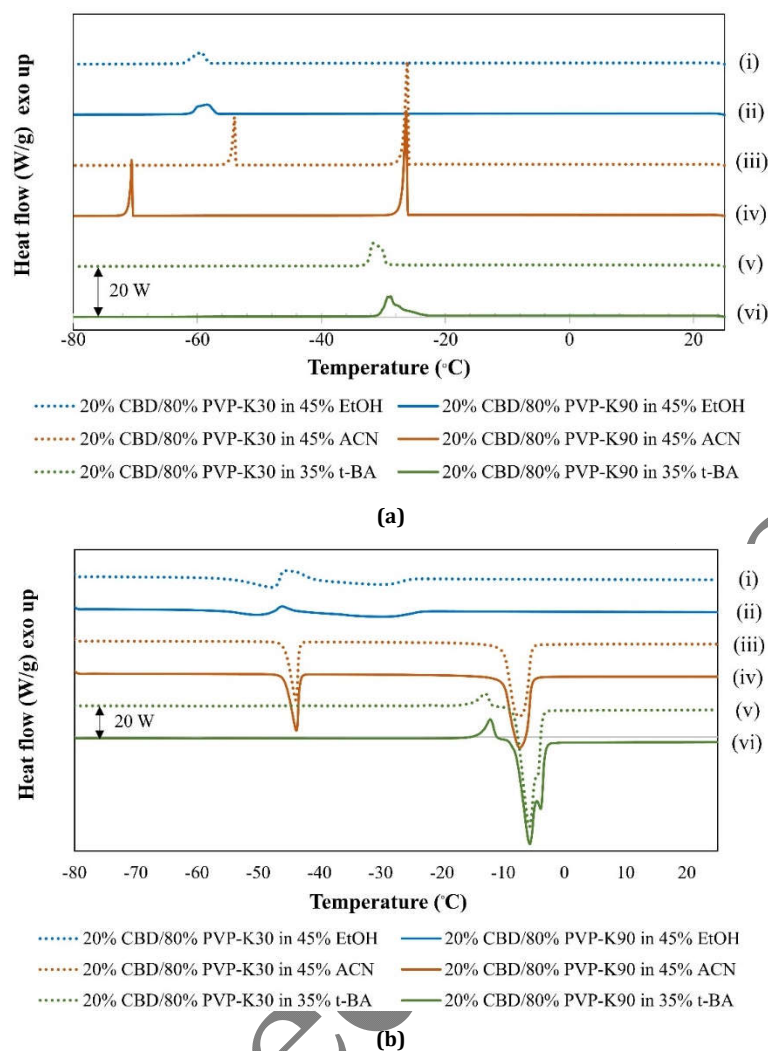 Heat flow (W/g) exo up
(i)
(ii)
(iii)
(iv)
(v)
20 W
(vi)
-80 -60 -40 -20 0 20
Temperature (°C)
20% CBD/80% PVP-K30 in 45% EtOH 20% CBD/80% PVP-K90 in 45% EtOH
20% CBD/80% PVP-K30 in 45% ACN 20% CBD/80% PVP-K90 in 45% ACN
20% CBD/80% PVP-K30 in 35% t-BA 20% CBD/80% PVP-K90 in 35% t-BA
(a)
Heat flow (W/g) exo up
(i)
(ii)
(iii)
(iv)
(v)
20 W
(vi)
-80 -70 -60 -50 -40 -30 -20 -10 0 10 20
Temperature (°C)
20% CBD/80% PVP-K30 in 45% EtOH 20% CBD/80% PVP-K90 in 45% EtOH
20% CBD/80% PVP-K30 in 45% ACN 20% CBD/80% PVP-K90 in 45% ACN
20% CBD/80% PVP-K30 in 35% t-BA 20% CBD/80% PVP-K90 in 35% t-BA
(b)